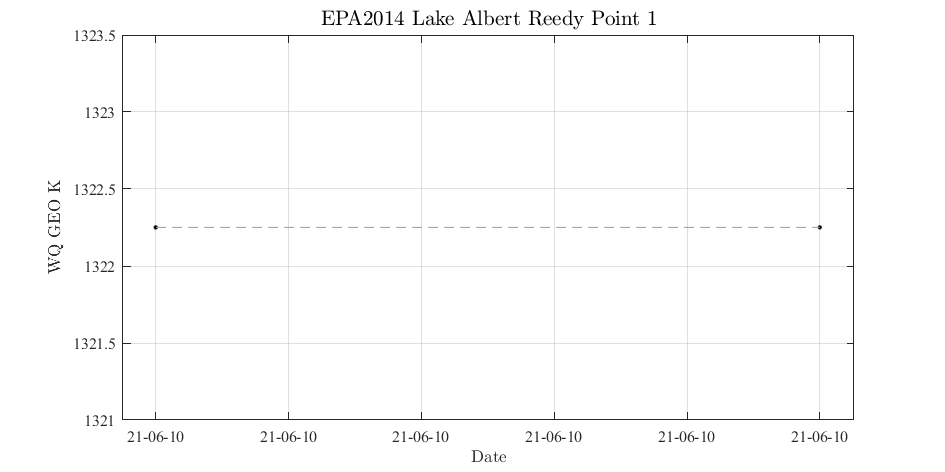 EPA2014 Lake Albert Reedy Point 1
1323.5
1323
1322.5
1322
1321.5
1321
WQ GEO K
21-06-10 21-06-10 21-06-10 21-06-10 21-06-10 21-06-10
Date